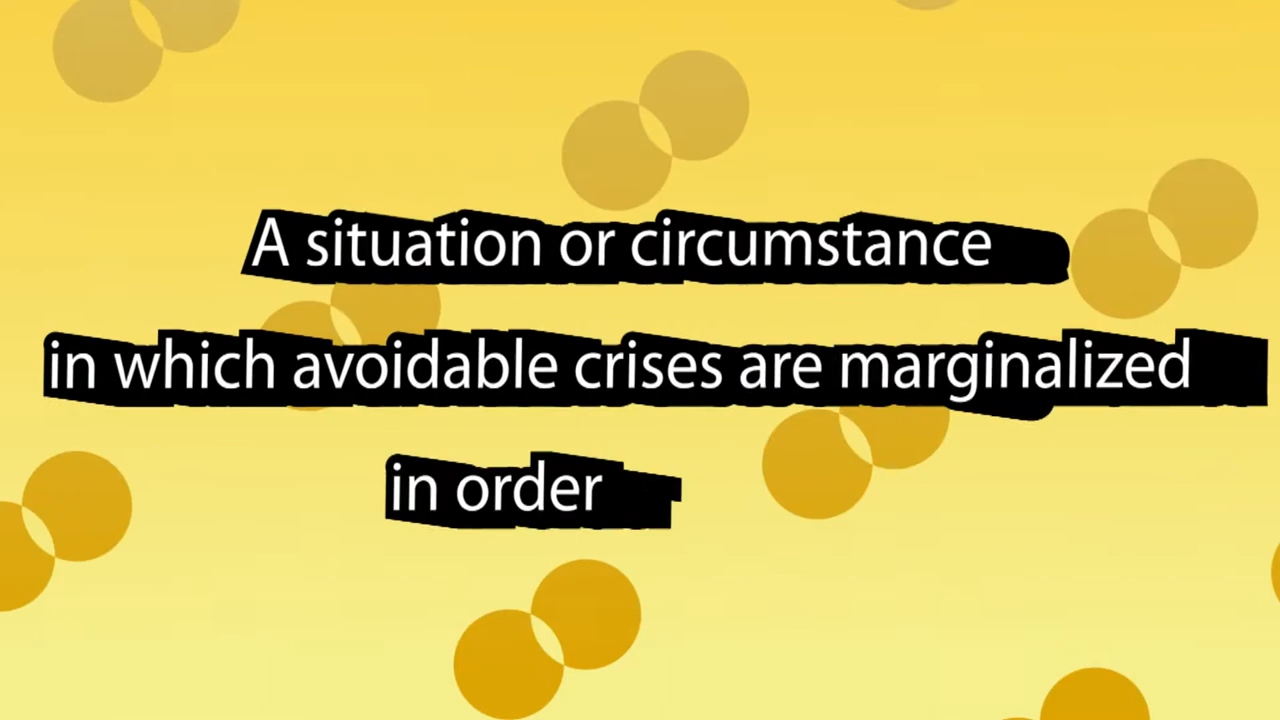 A situation or circumstance
in which avoidable crises are marginalized
in order